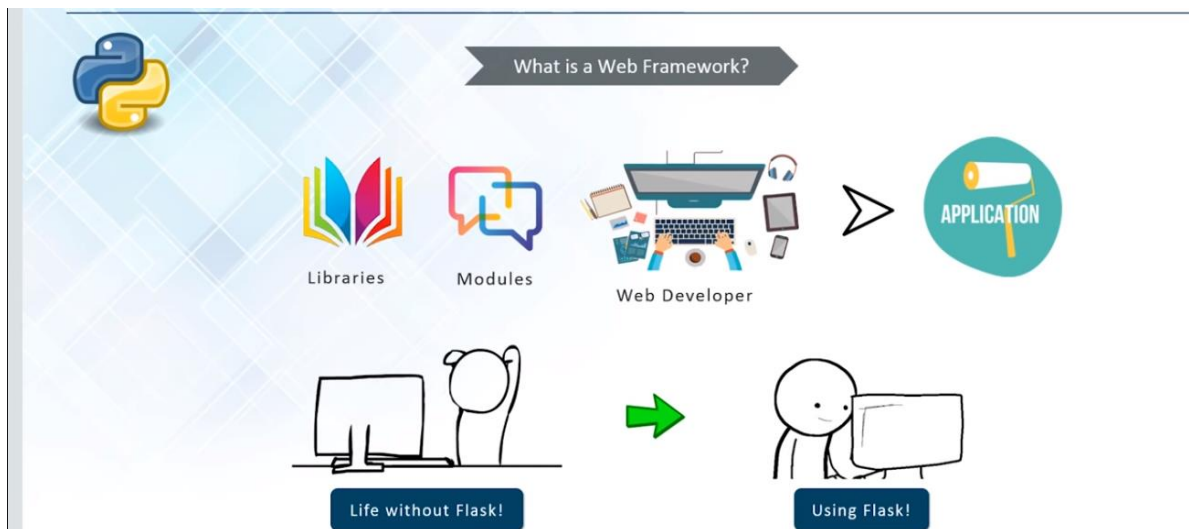 What is a Web Framework?
APPLICATION
Libraries
Modules
Web Developer
Life without Flask!
Using Flask!